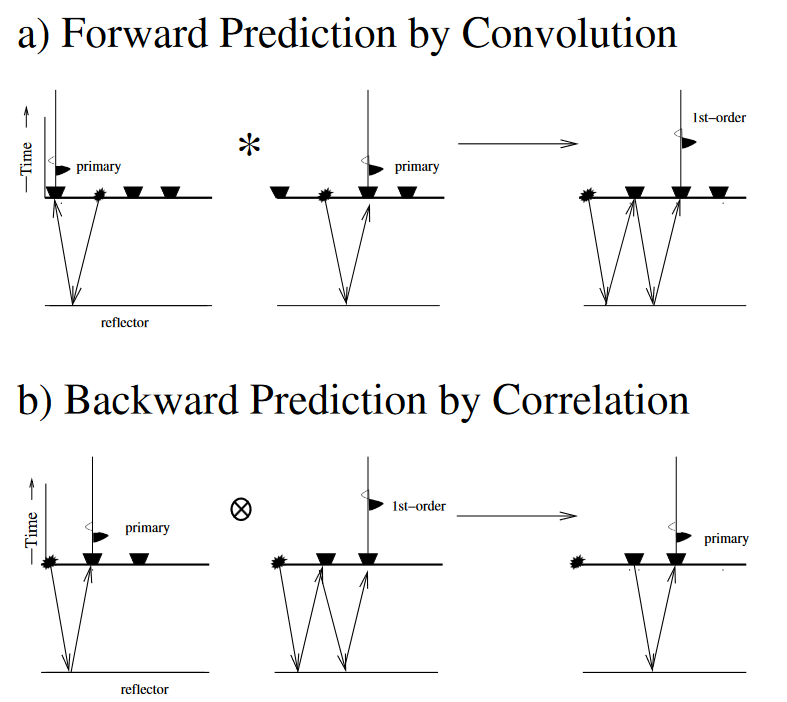 a) Forward Prediction by Convolution
—Time →
primary
*
primary
1st–order
reflector
b) Backward Prediction by Correlation
—Time →
primary
⊗
1st–order
primary
reflector